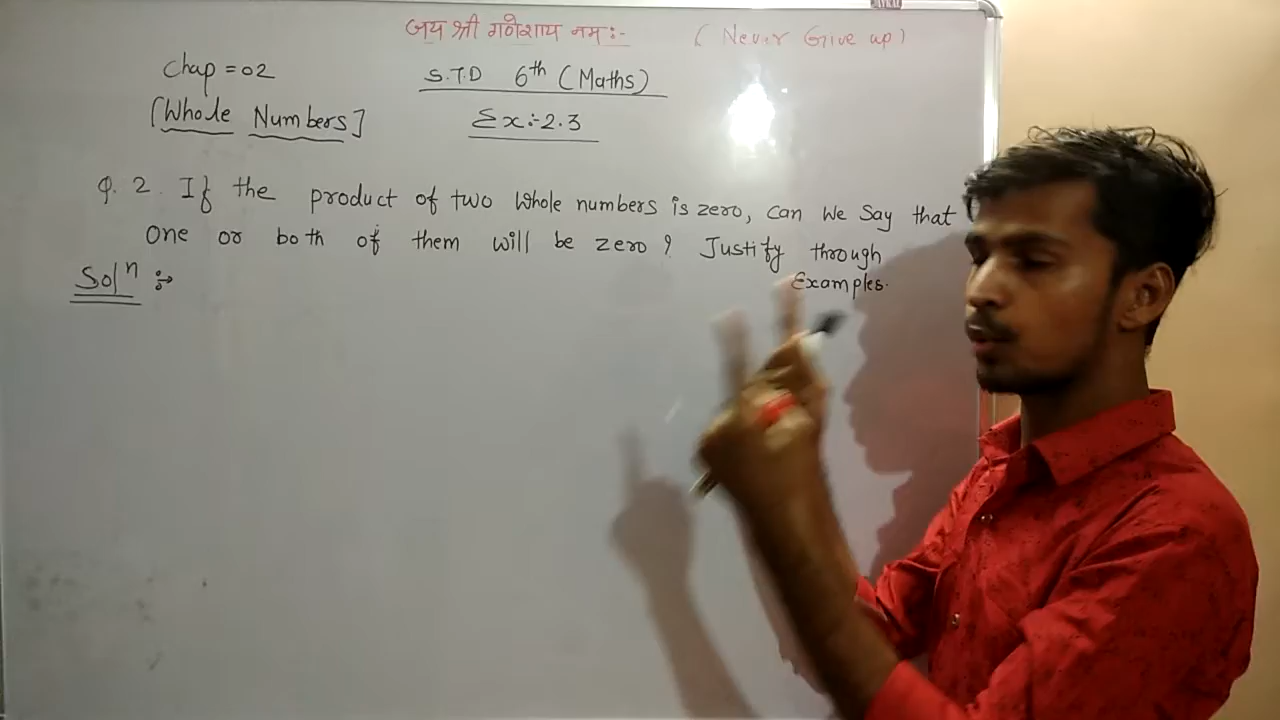 जय श्री गणेशाय नमः:- (Never Give up)
Chap = 02 S.T.D 6th (Maths)
[Whole Numbers] Ex:-2.3
Q. 2. If the product of two whole numbers is zero, can we say that
one or both of them will be zero? Justify through
Examples.
Soln :-